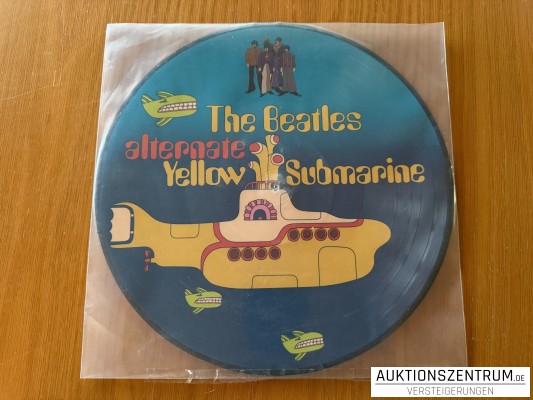 The Beatles
alternate
Yellow Submarine
AUKTIONSZENTRUM.DE
VERSTEIGERUNGEN